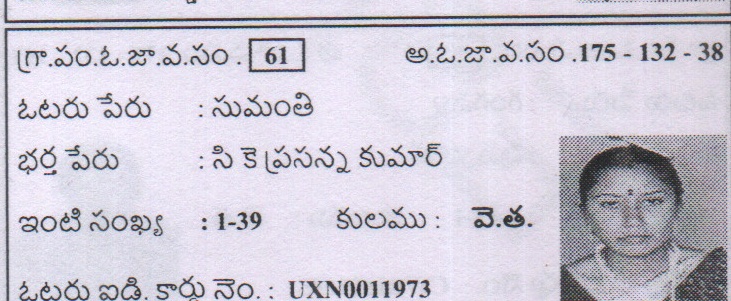 గ్రా.పం.ఓ.జా.వ.సం . 61 అ.ఓ.జా.వ.సం .175 - 132 - 38
ఓటరు పేరు : సుమంతి
భర్త పేరు : సి కె ప్రసన్న కుమార్
ఇంటి సంఖ్య : 1-39 కులము : వె.త.
ఓటరు ఐడి. కార్డు నెం. : UXN0011973